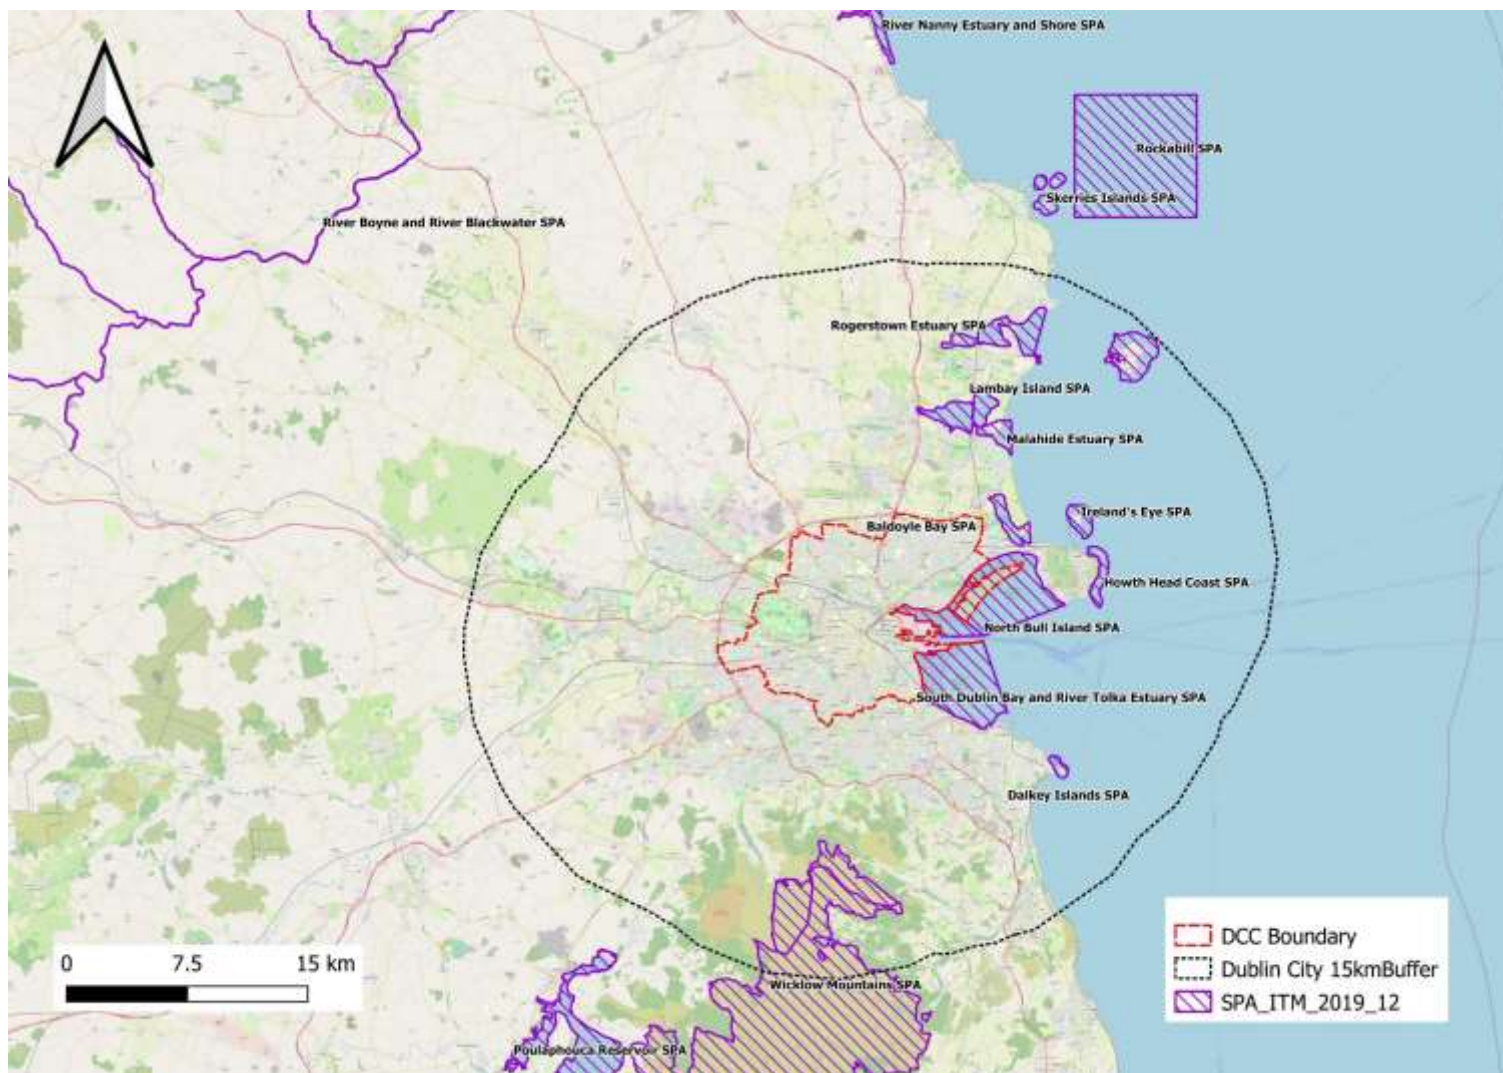 River Nanny Estuary and Shore SPA
Rockabill SPA
Skerries Islands SPA
River Boyne and River Blackwater SPA
Rogerstown Estuary SPA
Lambay Island SPA
Malahide Estuary SPA
Ireland's Eye SPA
Baldoyle Bay SPA
Howth Head Coast SPA
North Bull Island SPA
South Dublin Bay and River Tolka Estuary SPA
Dalkey Islands SPA
Wicklow Mountains SPA
Poulaphouca Reservoir SPA
0 7.5 15 km
DCC Boundary
Dublin City 15kmBuffer
SPA_ITM_2019_12